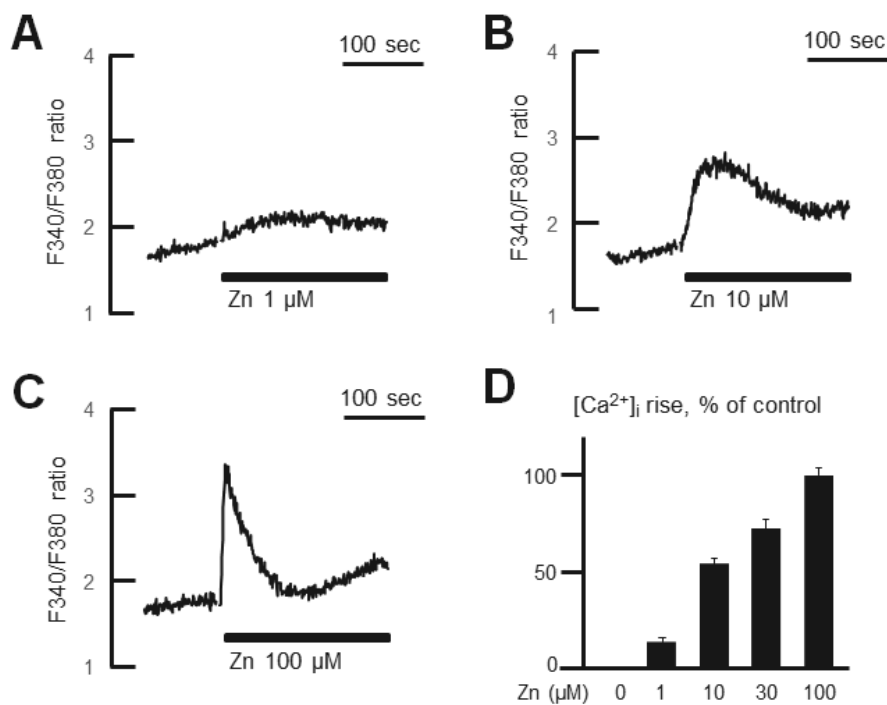 A
100 sec
4
3
2
1
F340/F380 ratio
Zn 1 µM
B
100 sec
4
3
2
1
F340/F380 ratio
Zn 10 µM
C
100 sec
4
3
2
1
F340/F380 ratio
Zn 100 µM
D
[Ca²⁺]ᵢ rise, % of control
100
50
0
Zn (µM) 0 1 10 30 100